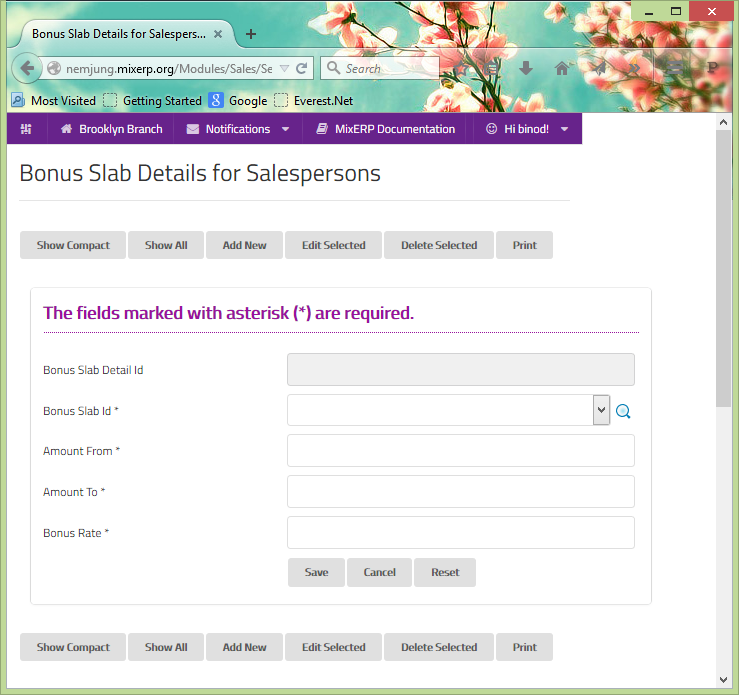 Bonus Slab Details for Salespers...
nemjung.mixerp.org/Modules/Sales/Se
Search
Most Visited Getting Started Google Everest.Net
Brooklyn Branch Notifications MixERP Documentation Hi binod!
Bonus Slab Details for Salespersons
Show Compact Show All Add New Edit Selected Delete Selected Print
The fields marked with asterisk (*) are required.
Bonus Slab Detail Id
Bonus Slab Id *
Amount From *
Amount To *
Bonus Rate *
Save Cancel Reset
Show Compact Show All Add New Edit Selected Delete Selected Print